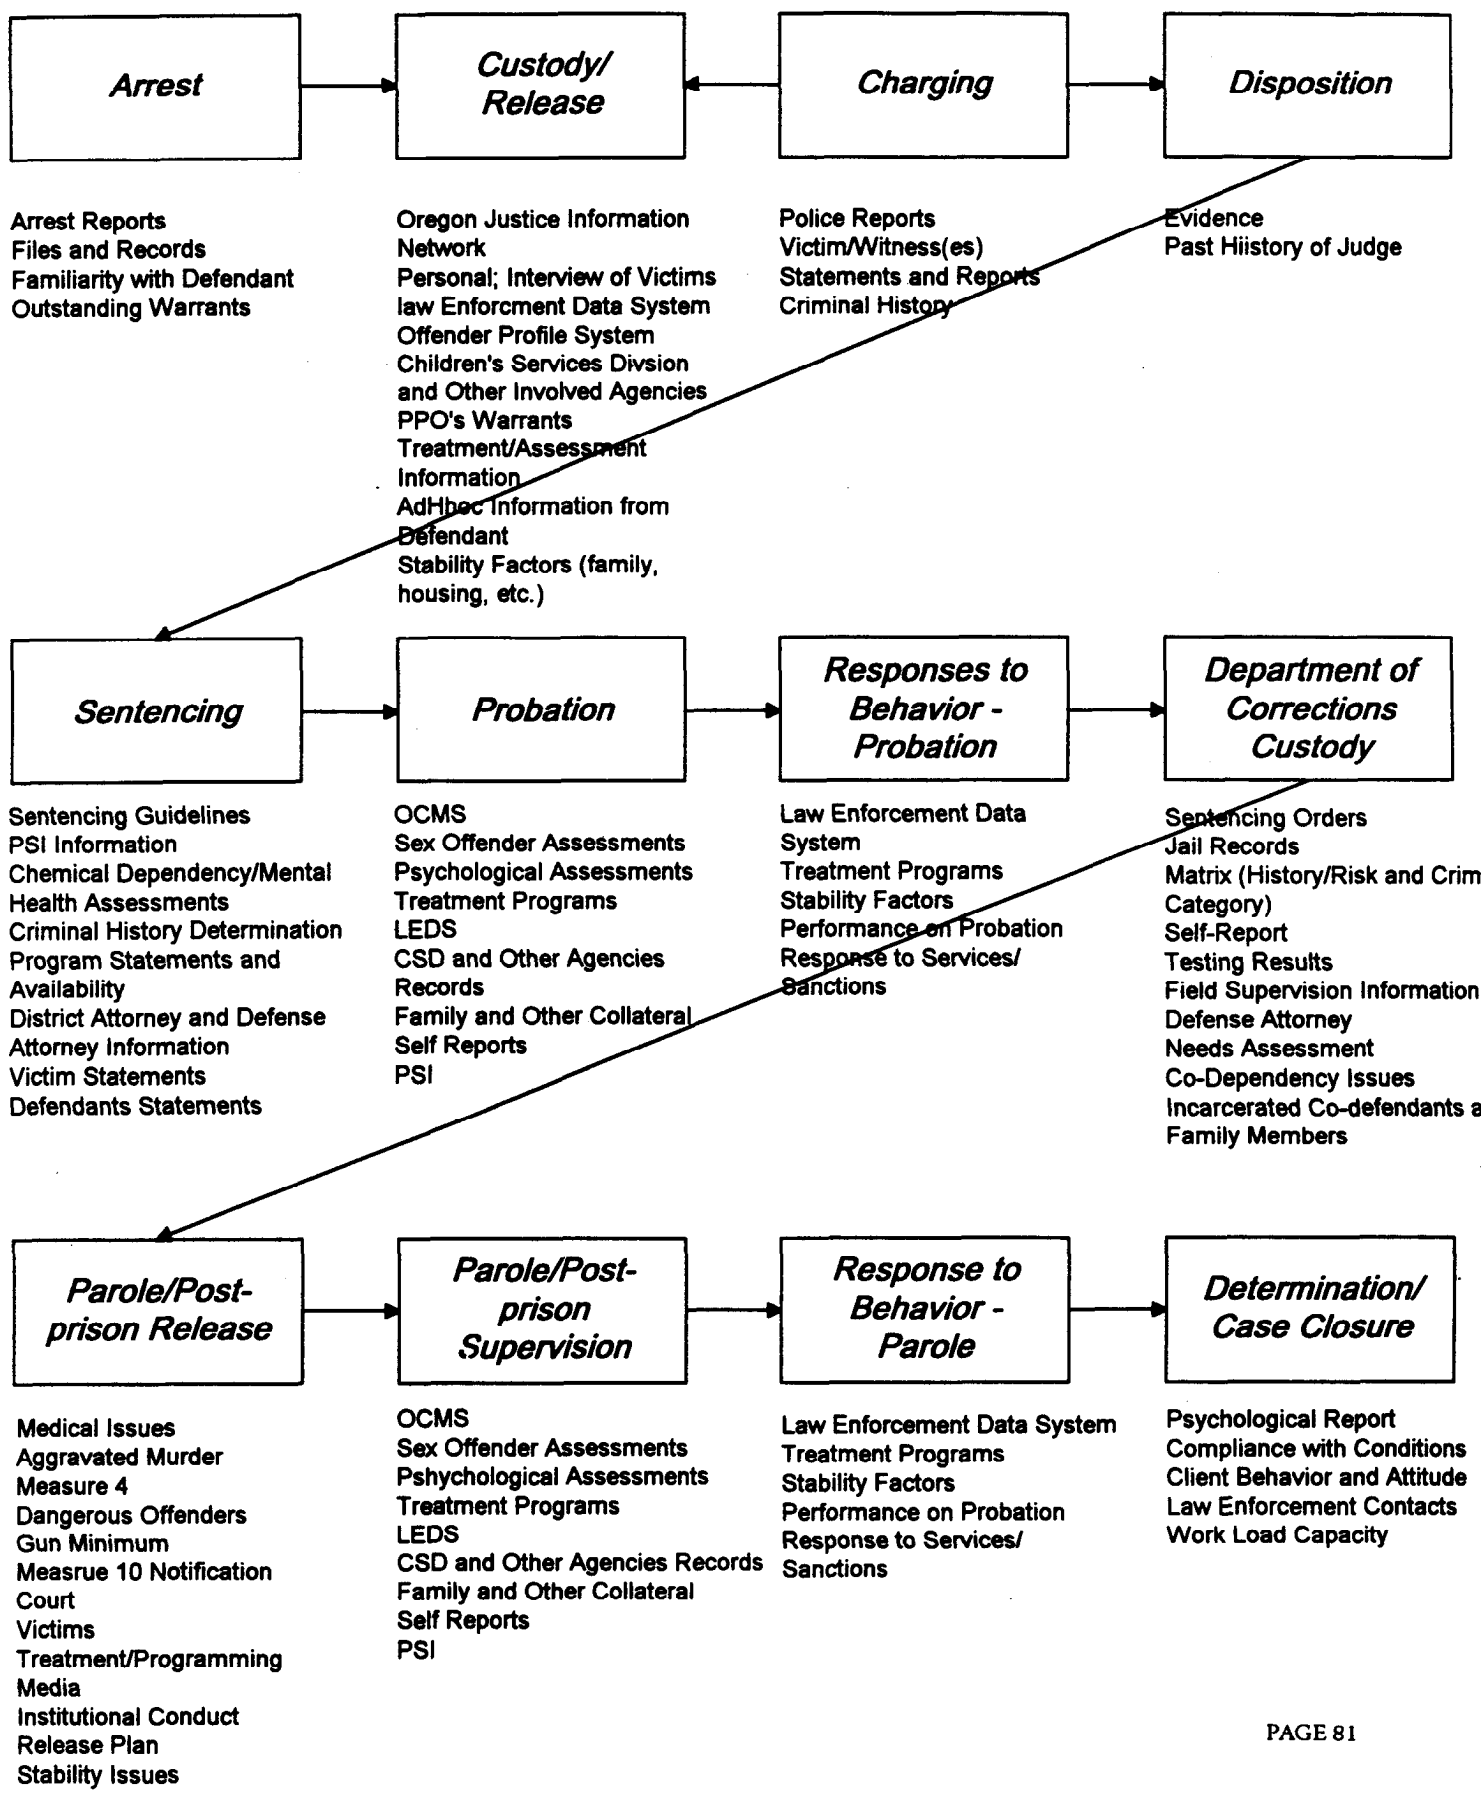 Arrest
Custody/
Release
Charging
Disposition
Arrest Reports
Files and Records
Familiarity with Defendant
Outstanding Warrants
Oregon Justice Information
Network
Personal; Interview of Victims
law Enforcment Data System
Offender Profile System
Children's Services Divsion
and Other Involved Agencies
PPO's Warrants
Treatment/Assessment
Information
AdHhoc Information from
Defendant
Stability Factors (family,
housing, etc.)
Police Reports
Victim/Witness(es)
Statements and Reports
Criminal History
Evidence
Past Hiistory of Judge
Sentencing
Probation
Responses to
Behavior -
Probation
Department of
Corrections
Custody
Sentencing Guidelines
PSI Information
Chemical Dependency/Mental
Health Assessments
Criminal History Determination
Program Statements and
Availability
District Attorney and Defense
Attorney Information
Victim Statements
Defendants Statements
OCMS
Sex Offender Assessments
Psychological Assessments
Treatment Programs
LEDS
CSD and Other Agencies
Records
Family and Other Collateral
Self Reports
PSI
Law Enforcement Data
System
Treatment Programs
Stability Factors
Performance on Probation
Response to Services/
Sanctions
Sentencing Orders
Jail Records
Matrix (History/Risk and Crim
Category)
Self-Report
Testing Results
Field Supervision Information
Defense Attorney
Needs Assessment
Co-Dependency Issues
Incarcerated Co-defendants a
Family Members
Parole/Post-
prison Release
Parole/Post-
prison
Supervision
Response to
Behavior -
Parole
Determination/
Case Closure
Medical Issues
Aggravated Murder
Measure 4
Dangerous Offenders
Gun Minimum
Measrue 10 Notification
Court
Victims
Treatment/Programming
Media
Institutional Conduct
Release Plan
Stability Issues
OCMS
Sex Offender Assessments
Pshychological Assessments
Treatment Programs
LEDS
CSD and Other Agencies Records
Family and Other Collateral
Self Reports
PSI
Law Enforcement Data System
Treatment Programs
Stability Factors
Performance on Probation
Response to Services/
Sanctions
Psychological Report
Compliance with Conditions
Client Behavior and Attitude
Law Enforcement Contacts
Work Load Capacity
PAGE 81